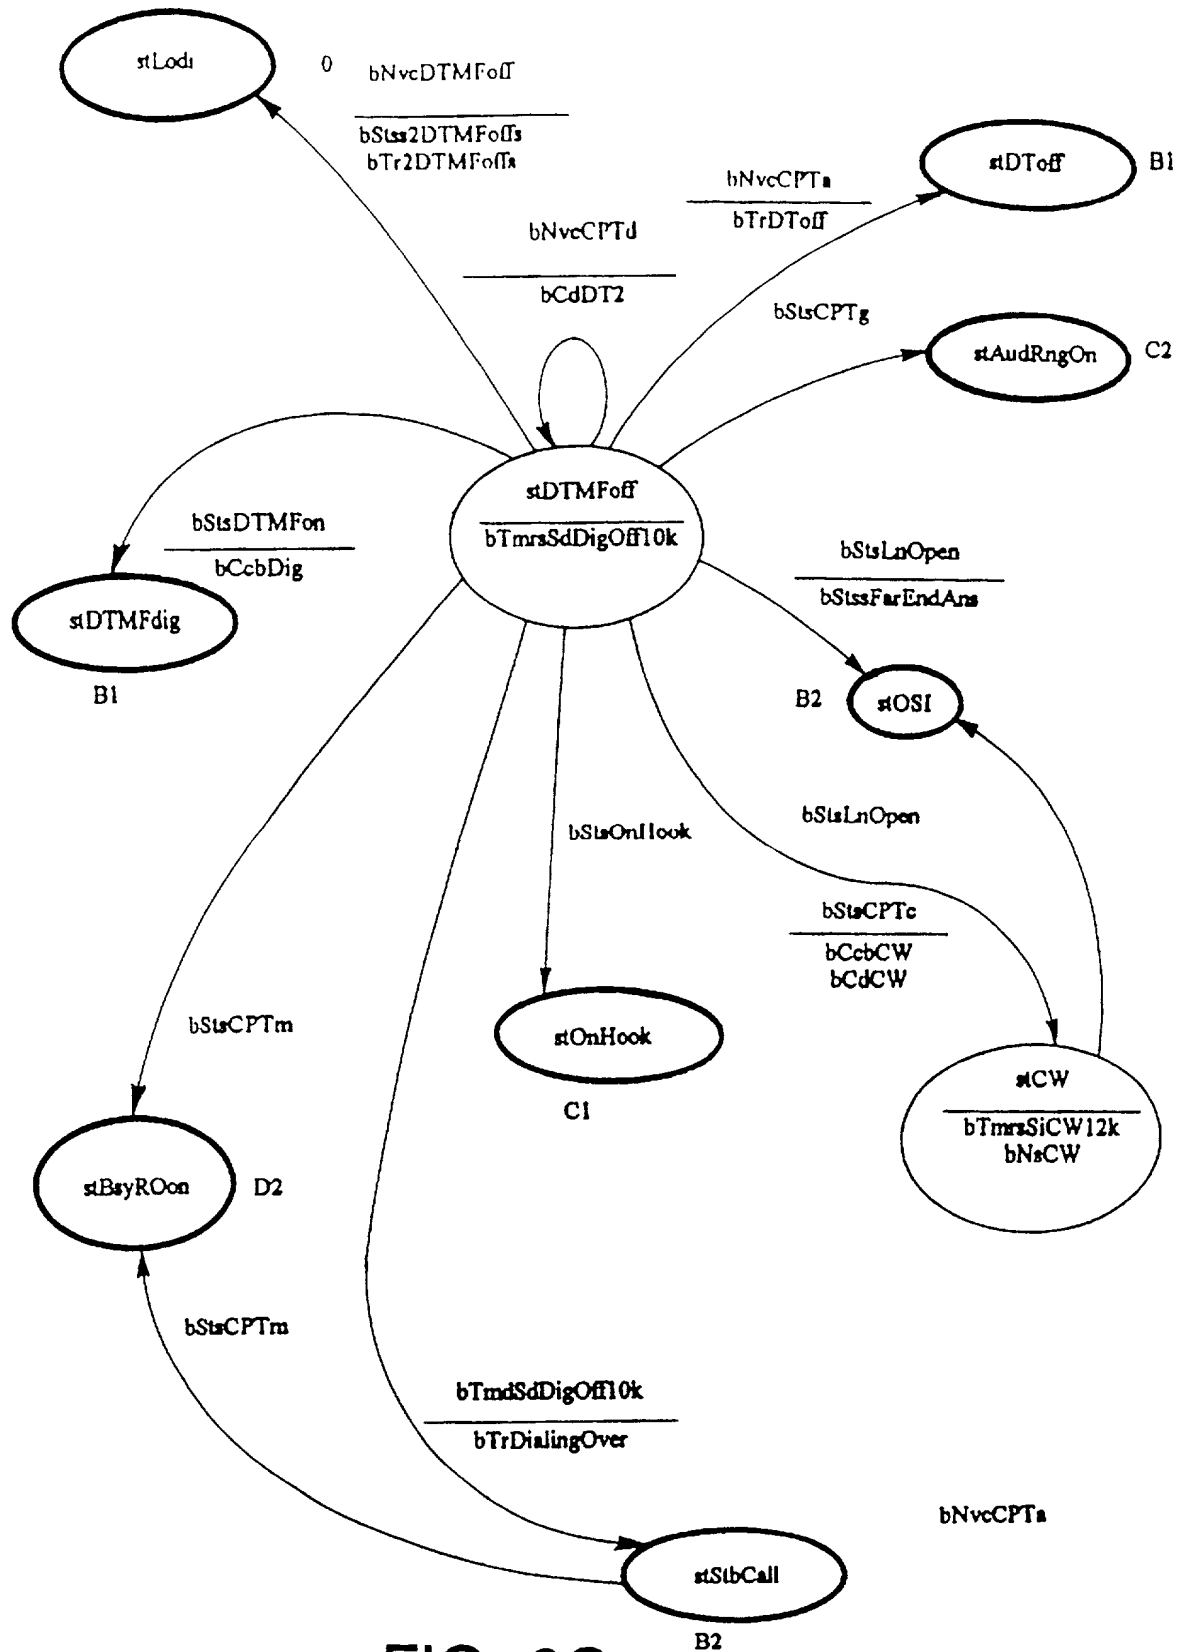 0
bNvcDTMFoff
bStss2DTMFoffs
bTr2DTMFoffs
stDToff
B1
bNvcCPTa
bTrDToff
bNvcCPTd
bCdDT2
bStsCPTg
stAudRngOn
C2
stDTMFoff
bTmrsSdDigOff10k
bStsDTMFon
bCcbDig
bStsLnOpen
bStssFarEndAns
stDTMFdig
B1
B2
stOSI
bStsLnOpen
bStsOnHook
bStsCPTc
bCcbCW
bCdCW
bStsCPTm
stOnHook
C1
stCW
bTmrsSiCW12k
bNsCW
stBsyROon
D2
bStsCPTm
bTmdSdDigOff10k
bTrDialingOver
bNvcCPTa
stStbCall
B2